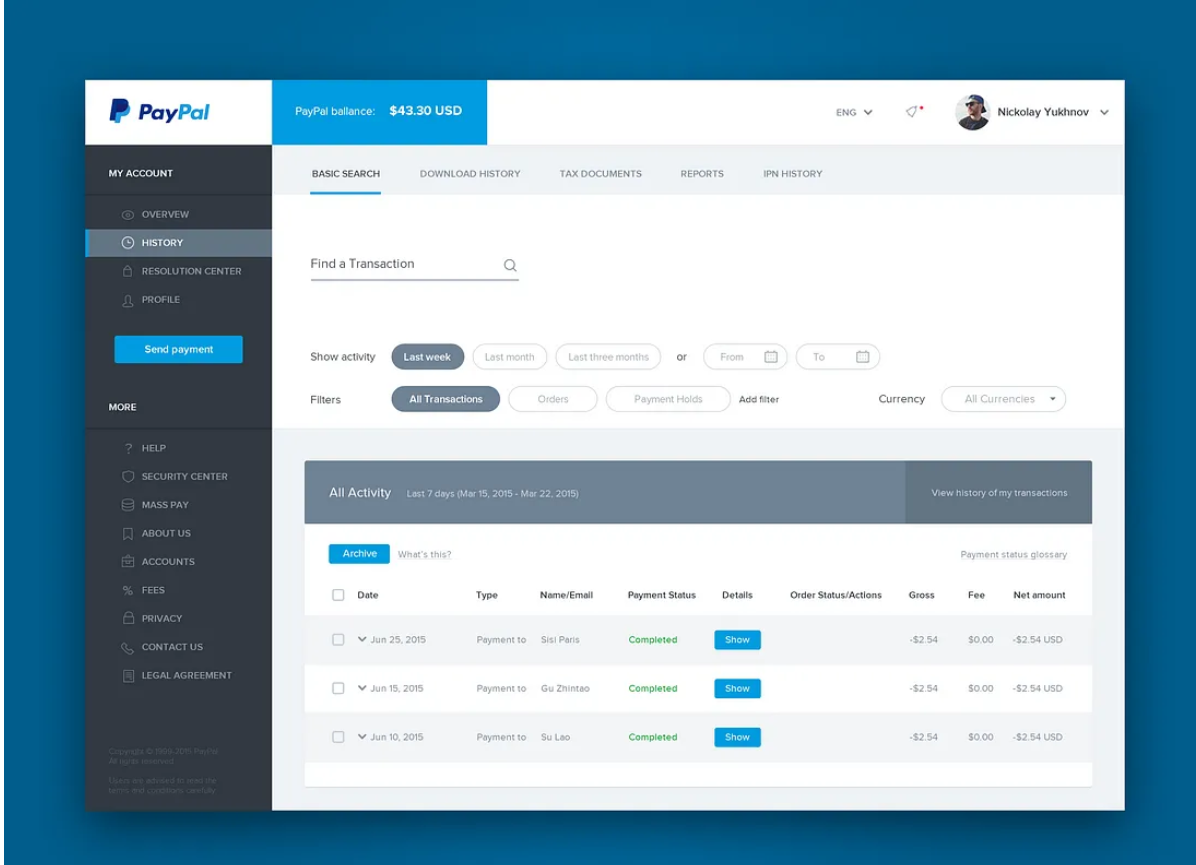 PayPal
PayPal ballance: $43.30 USD
ENG
Nickolay Yukhnov
MY ACCOUNT
OVERVEW
HISTORY
RESOLUTION CENTER
PROFILE
Send payment
MORE
HELP
SECURITY CENTER
MASS PAY
ABOUT US
ACCOUNTS
FEES
PRIVACY
CONTACT US
LEGAL AGREEMENT
Copyright © 1999-2015 PayPal.
All rights reserved.
Users are advised to read the
terms and conditions carefully.
BASIC SEARCH DOWNLOAD HISTORY TAX DOCUMENTS REPORTS IPN HISTORY
Find a Transaction
Show activity Last week Last month Last three months or From To
Filters All Transactions Orders Payment Holds Add filter Currency All Currencies
All Activity Last 7 days (Mar 15, 2015 - Mar 22, 2015) View history of my transactions
Archive What's this? Payment status glossary
Date Type Name/Email Payment Status Details Order Status/Actions Gross Fee Net amount
Jun 25, 2015 Payment to Sisi Paris Completed Show -$2.54 $0,00 -$2.54 USD
Jun 15, 2015 Payment to Gu Zhintao Completed Show -$2.54 $0.00 -$2.54 USD
Jun 10, 2015 Payment to Su Lao Completed Show -$2.54 $0,00 -$2.54 USD